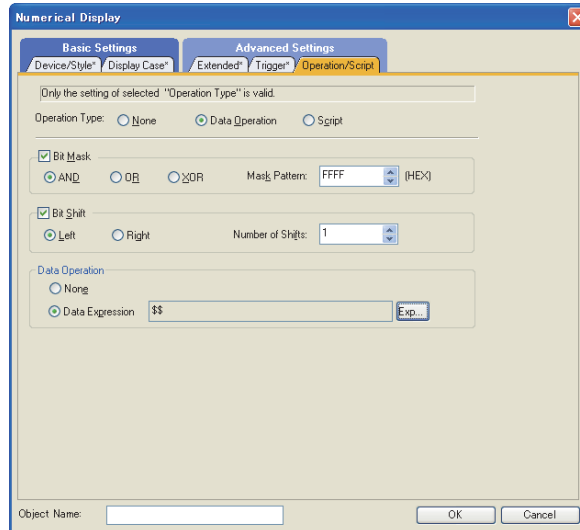 Numerical Display
Basic Settings Advanced Settings
Device/Style* Display Case* Extended* Trigger* Operation/Script
Only the setting of selected "Operation Type" is valid.
Operation Type: None Data Operation Script
Bit Mask
AND OR XOR Mask Pattern: FFFF (HEX)
Bit Shift
Left Right Number of Shifts: 1
Data Operation
None
Data Expression $$ Exp...
Object Name: OK Cancel